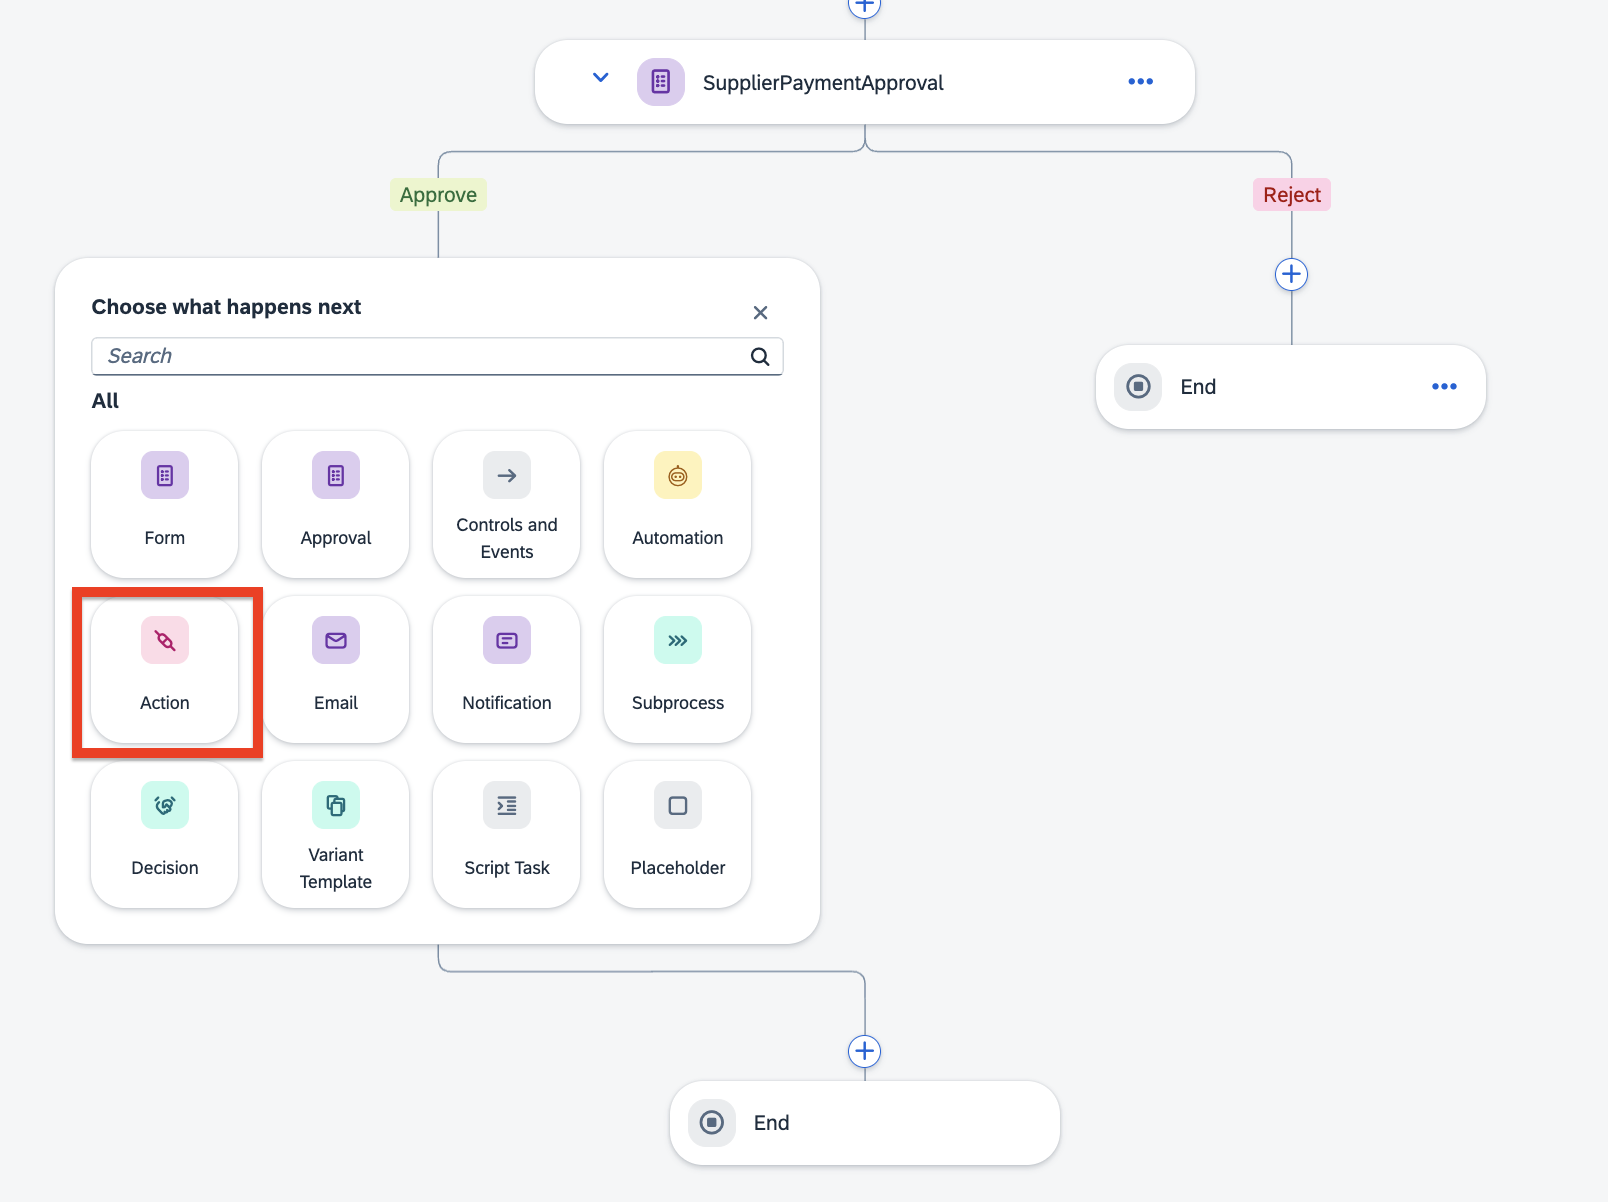 SupplierPaymentApproval
Approve
Reject
Choose what happens next
Search
All
End
Form
Approval
Controls and
Events
Automation
Action
Email
Notification
Subprocess
Decision
Variant
Template
Script Task
Placeholder
End